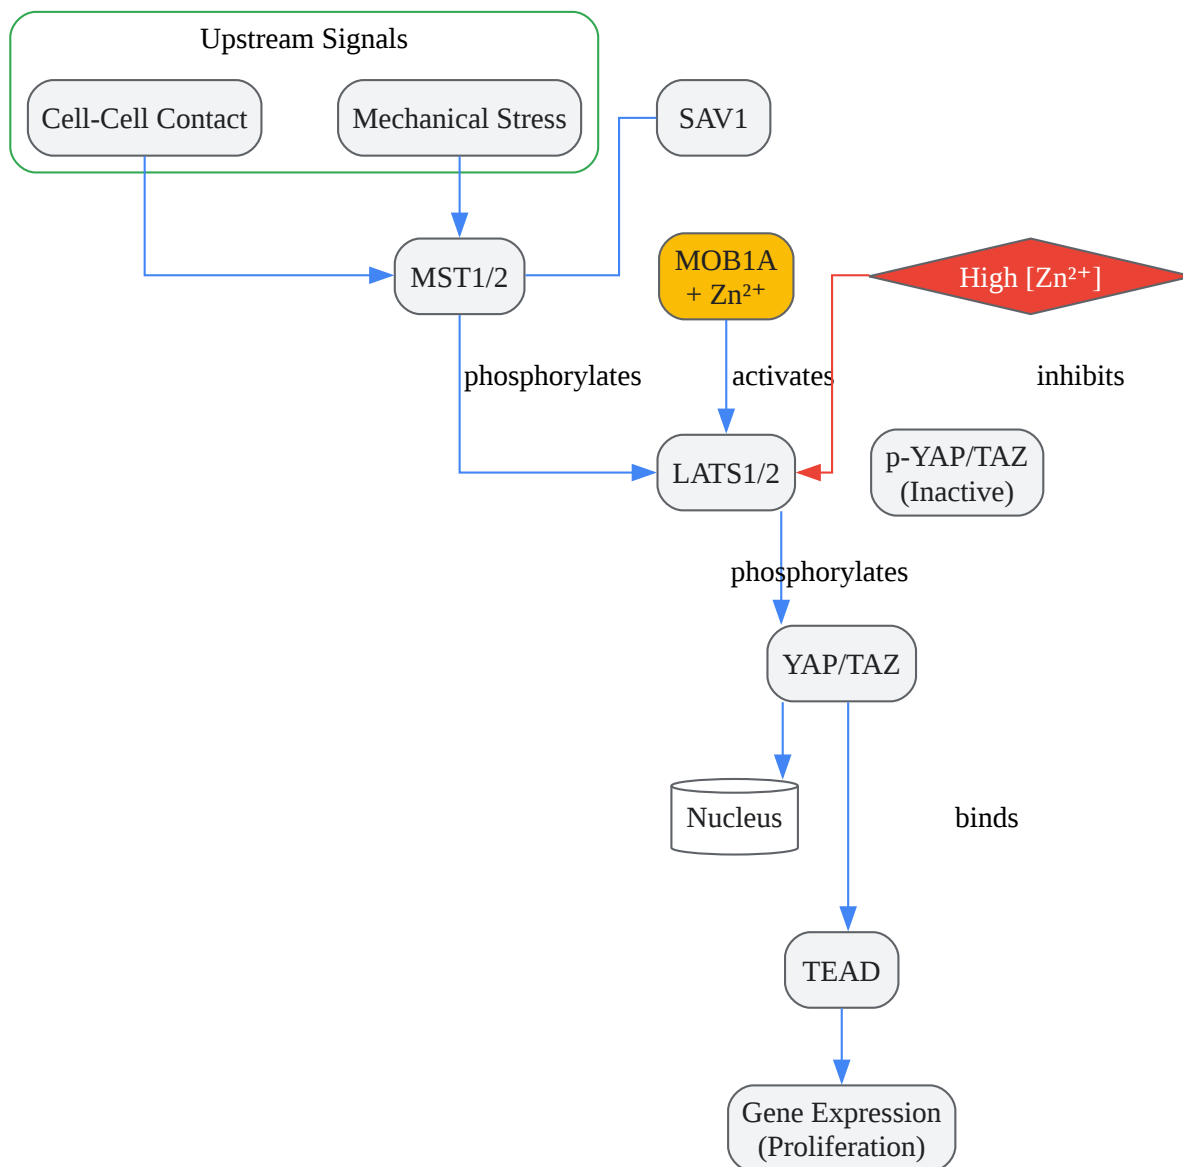 Upstream Signals
Cell-Cell Contact
Mechanical Stress
SAV1
MST1/2
MOB1A
+ Zn²⁺
High [Zn²⁺]
phosphorylates
activates
inhibits
LATS1/2
p-YAP/TAZ
(Inactive)
phosphorylates
YAP/TAZ
Nucleus
binds
TEAD
Gene Expression
(Proliferation)